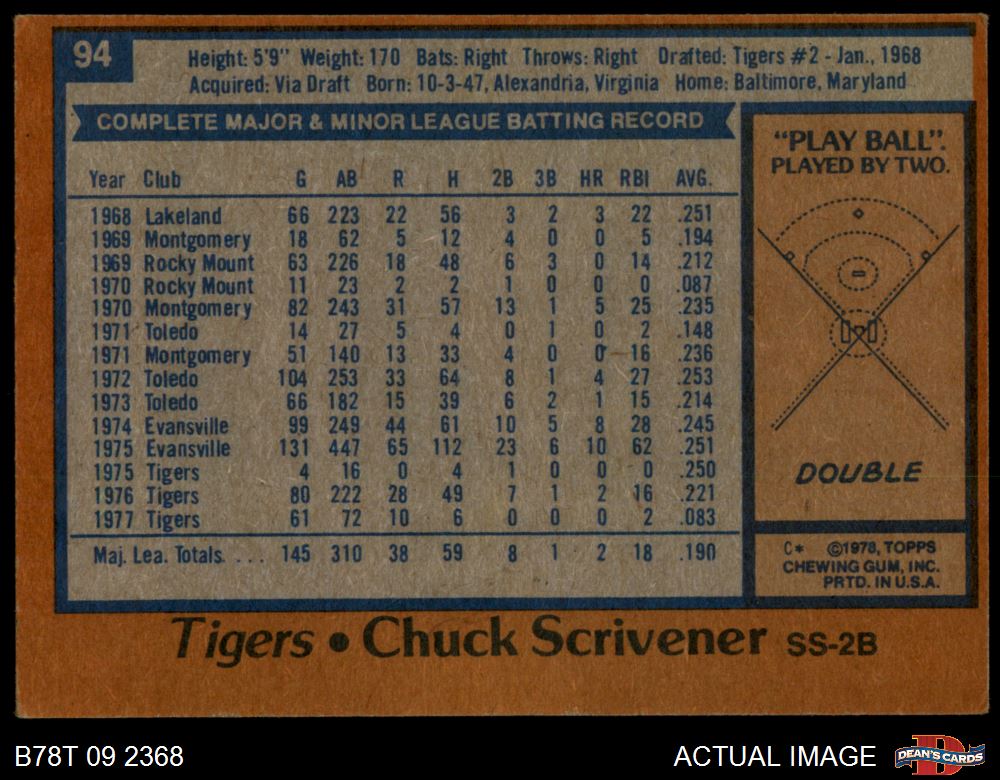 94
Height: 5'9" Weight: 170 Bats: Right Throws: Right Drafted: Tigers #2 - Jan., 1968
Acquired: Via Draft Born: 10-3-47, Alexandria, Virginia Home: Baltimore, Maryland
COMPLETE MAJOR & MINOR LEAGUE BATTING RECORD
Year Club G AB R H 2B 3B HR RBI AVG.
1968 Lakeland 66 223 22 56 3 2 3 22 .251
1969 Montgomery 18 62 5 12 4 0 0 5 .194
1969 Rocky Mount 63 226 18 48 6 3 0 14 .212
1970 Rocky Mount 11 23 2 2 1 0 0 0 .087
1970 Montgomery 82 243 31 57 13 1 5 25 .235
1971 Toledo 14 27 5 4 0 1 0 2 .148
1971 Montgomery 51 140 13 33 4 0 0 16 .236
1972 Toledo 104 253 33 64 8 1 4 27 .253
1973 Toledo 66 182 15 39 6 2 1 15 .214
1974 Evansville 99 249 44 61 10 5 8 28 .245
1975 Evansville 131 447 65 112 23 6 10 62 .251
1975 Tigers 4 16 0 4 1 0 0 0 .250
1976 Tigers 80 222 28 49 7 1 2 16 .221
1977 Tigers 61 72 10 6 0 0 0 2 .083
Maj. Lea. Totals. . . . 145 310 38 59 8 1 2 18 .190
"PLAY BALL".
PLAYED BY TWO.
DOUBLE
C* ©1978, TOPPS
CHEWING GUM, INC.
PRTD. IN U.S.A.
Tigers • Chuck Scrivener SS-2B
B78T 09 2368
ACTUAL IMAGE
D
DEAN'S CARDS